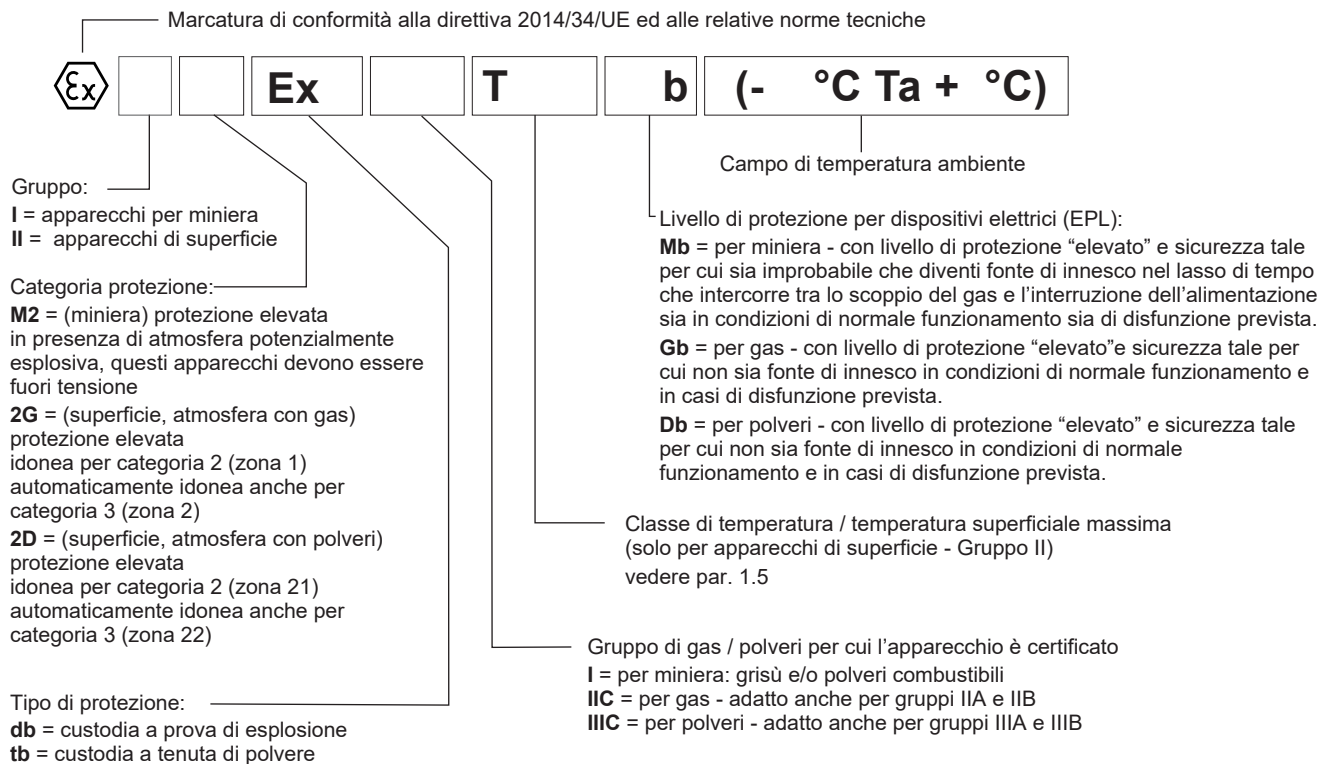 Marcatura di conformità alla direttiva 2014/34/UE ed alle relative norme tecniche
Ex Ex T b (- °C Ta + °C)
Campo di temperatura ambiente
Gruppo:
I = apparecchi per miniera
II = apparecchi di superficie
Categoria protezione:
M2 = (miniera) protezione elevata
in presenza di atmosfera potenzialmente
esplosiva, questi apparecchi devono essere
fuori tensione
2G = (superficie, atmosfera con gas)
protezione elevata
idonea per categoria 2 (zona 1)
automaticamente idonea anche per
categoria 3 (zona 2)
2D = (superficie, atmosfera con polveri)
protezione elevata
idonea per categoria 2 (zona 21)
automaticamente idonea anche per
categoria 3 (zona 22)
Tipo di protezione:
db = custodia a prova di esplosione
tb = custodia a tenuta di polvere
Livello di protezione per dispositivi elettrici (EPL):
Mb = per miniera - con livello di protezione “elevato” e sicurezza tale
per cui sia improbabile che diventi fonte di innesco nel lasso di tempo
che intercorre tra lo scoppio del gas e l’interruzione dell’alimentazione
sia in condizioni di normale funzionamento sia di disfunzione prevista.
Gb = per gas - con livello di protezione “elevato”e sicurezza tale per
cui non sia fonte di innesco in condizioni di normale funzionamento e
in casi di disfunzione prevista.
Db = per polveri - con livello di protezione “elevato” e sicurezza tale
per cui non sia fonte di innesco in condizioni di normale
funzionamento e in casi di disfunzione prevista.
Classe di temperatura / temperatura superficiale massima
(solo per apparecchi di superficie - Gruppo II)
vedere par. 1.5
Gruppo di gas / polveri per cui l’apparecchio è certificato
I = per miniera: grisù e/o polveri combustibili
IIC = per gas - adatto anche per gruppi IIA e IIB
IIIC = per polveri - adatto anche per gruppi IIIA e IIIB